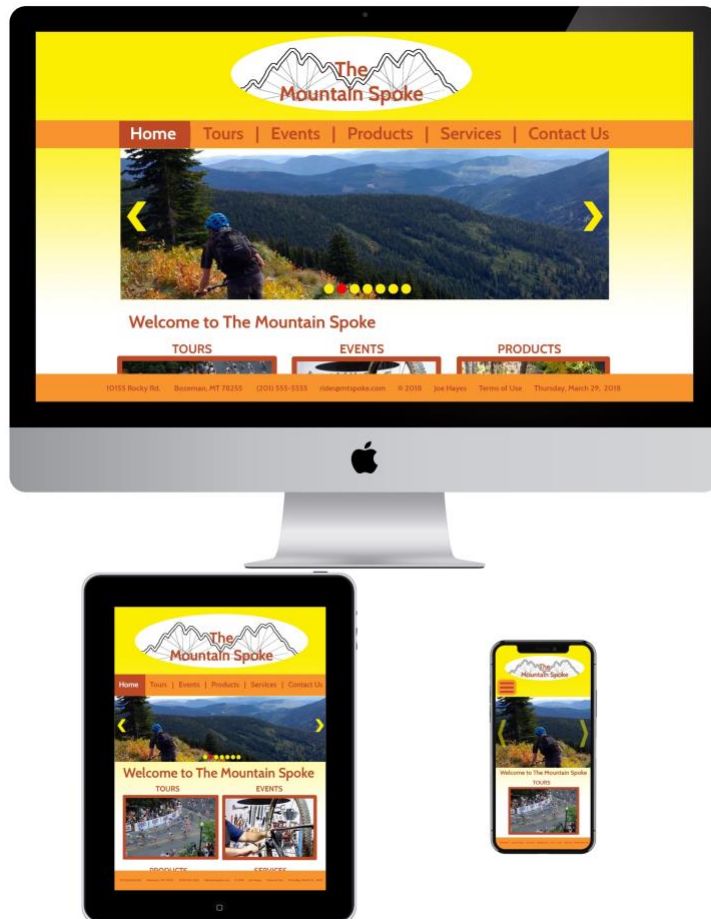 The
Mountain Spoke
Home Tours | Events | Products | Services | Contact Us
Welcome to The Mountain Spoke
TOURS EVENTS PRODUCTS
10155 Rocky Rd. Bozeman, MT 78255 (201) 555-5555 ride@mtspoke.com © 2018 Joe Hayes Terms of Use Thursday, March 29, 2018
The
Mountain Spoke
Home Tours | Events | Products | Services | Contact Us
Welcome to The Mountain Spoke
TOURS EVENTS
PRODUCTS SERVICES
The
Mountain Spoke
Welcome to The Mountain Spoke
TOURS